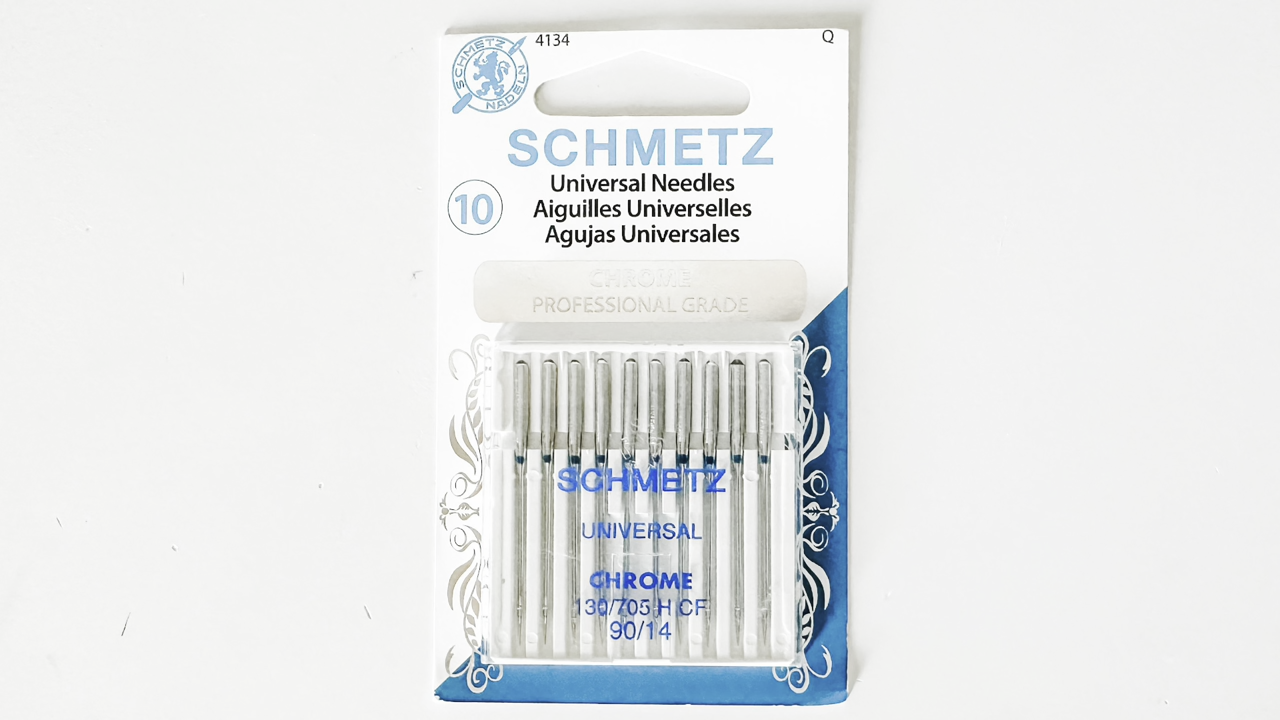 SCHMETZ
NADELN
4134
Q
SCHMETZ
Universal Needles
10
Aiguilles Universelles
Agujas Universales
CHROME
PROFESSIONAL GRADE
SCHMETZ
UNIVERSAL
CHROME
130/705 H CF
90/14